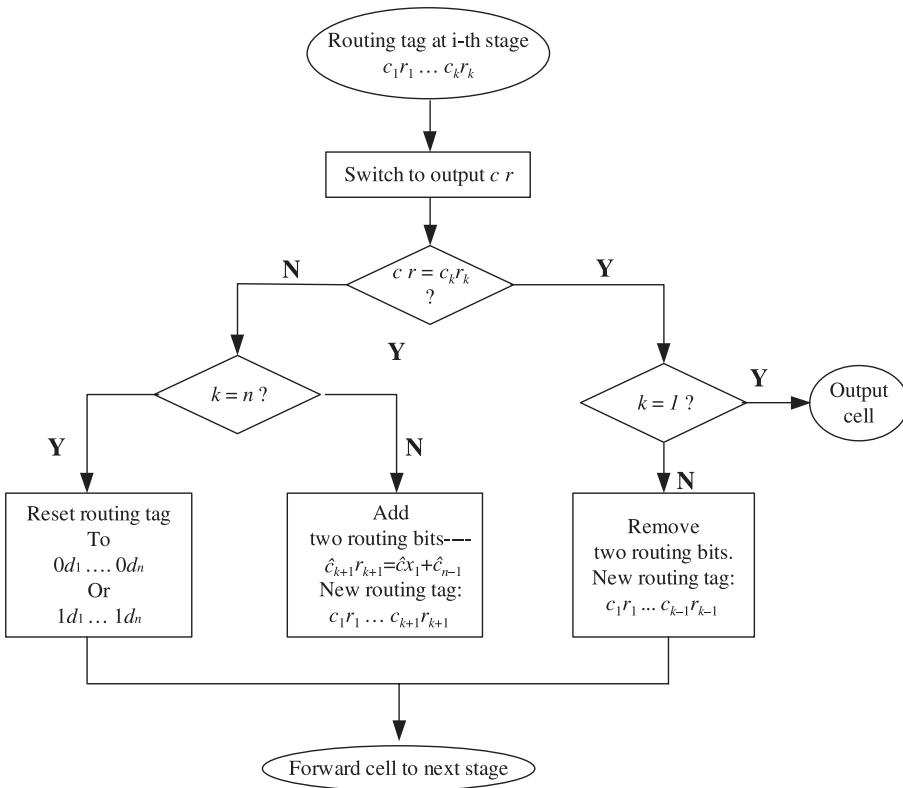 Routing tag at i-th stage
c₁r₁ … cₖrₖ
Switch to output c r
N
c r = cₖrₖ
?
Y
Y
k = n ?
k = 1 ?
Y
Output
cell
Y
N
N
Reset routing tag
To
0d₁ …. 0dₙ
Or
1d₁ … 1dₙ
Add
two routing bits----
ĉₖ₊₁rₖ₊₁=ĉx₁+ĉₙ₋₁
New routing tag:
c₁r₁ … cₖ₊₁rₖ₊₁
Remove
two routing bits.
New routing tag:
c₁r₁ ... cₖ₋₁rₖ₋₁
Forward cell to next stage